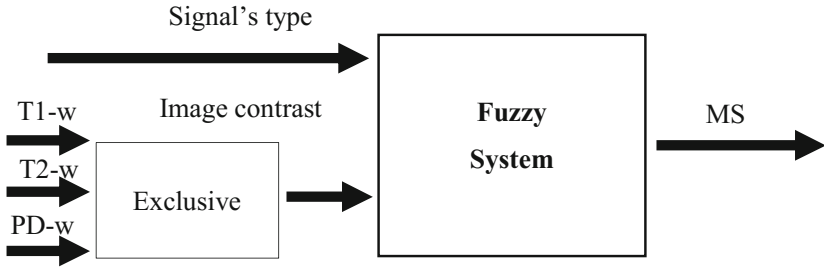 Signal's type
T1-w
Image contrast
T2-w
Exclusive
PD-w
Fuzzy
System
MS